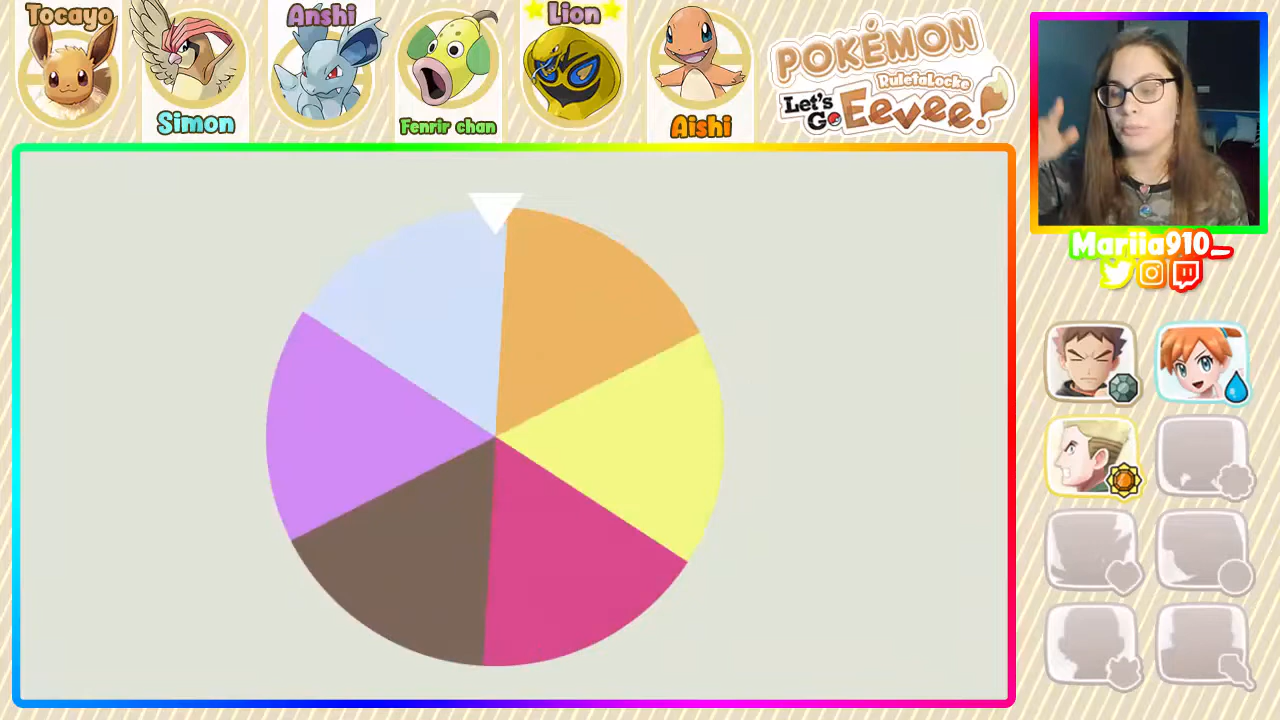 Tocayo
Simon
Anshi
Fenrir chan
Lion
Aishi
POKÉMON
RuletaLocke
Let's Go Eevee!
Mariia910_